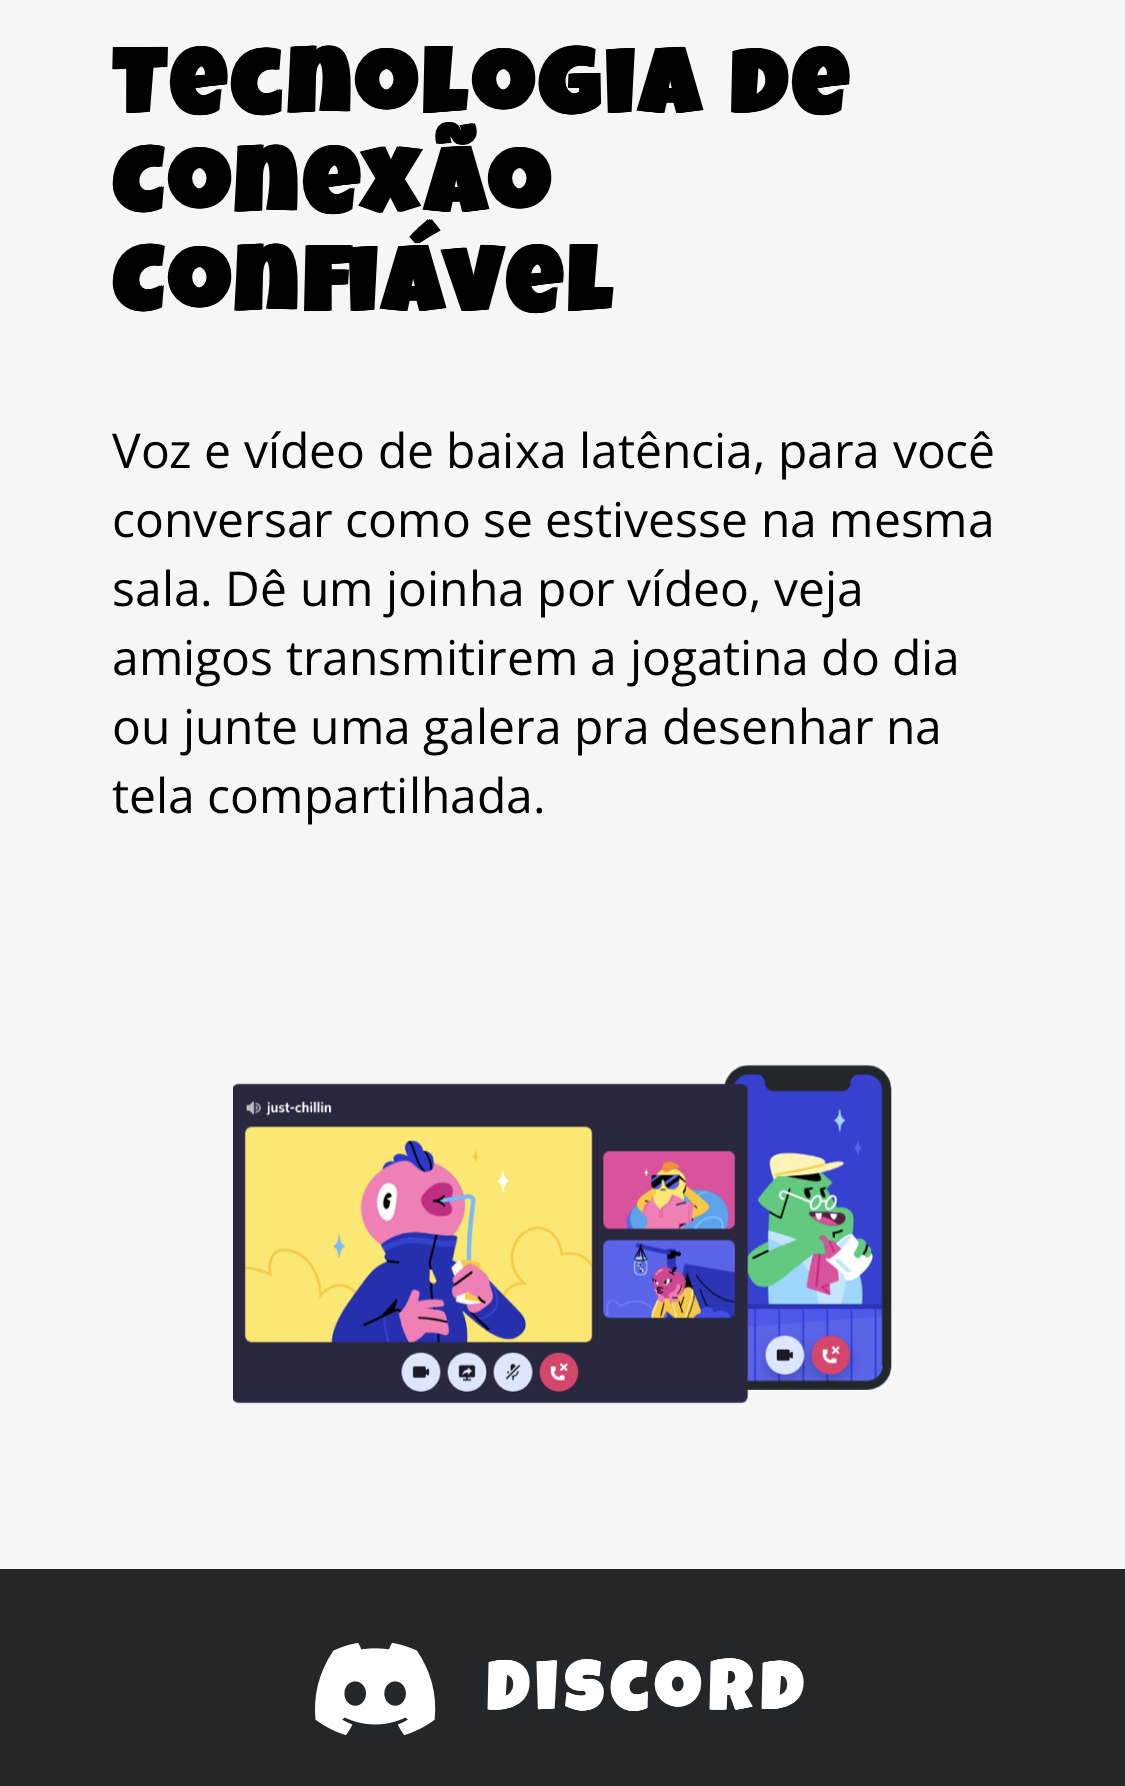 Tecnologia de
conexão
confiável
Voz e vídeo de baixa latência, para você
conversar como se estivesse na mesma
sala. Dê um joinha por vídeo, veja
amigos transmitirem a jogatina do dia
ou junte uma galera pra desenhar na
tela compartilhada.
just-chillin
DISCORD